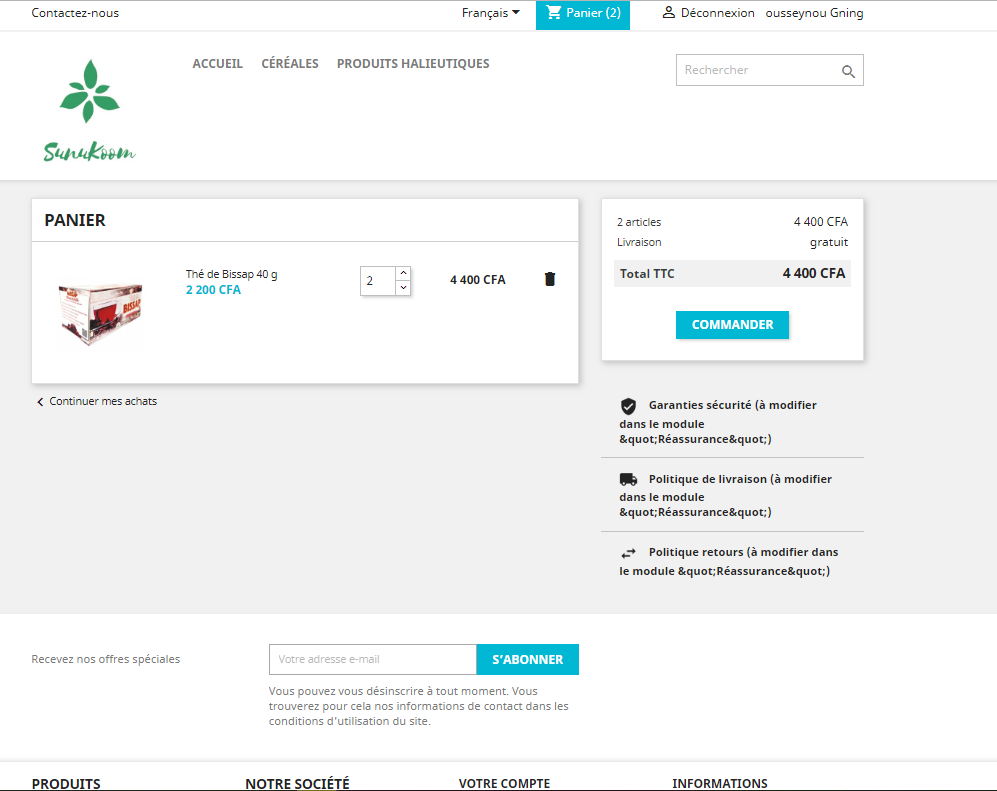 Contactez-nous
Français
Panier (2)
Déconnexion
ousseynou Gning
SunuKoom
ACCUEIL
CÉRÉALES
PRODUITS HALIEUTIQUES
Rechercher
PANIER
BISSAP
Thé de Bissap 40 g
2 200 CFA
2
4 400 CFA
Continuer mes achats
2 articles
4 400 CFA
Livraison
gratuit
Total TTC
4 400 CFA
COMMANDER
Garanties sécurité (à modifier
dans le module
&quot;Réassurance&quot;)
Politique de livraison (à modifier
dans le module
&quot;Réassurance&quot;)
Politique retours (à modifier dans
le module &quot;Réassurance&quot;)
Recevez nos offres spéciales
Votre adresse e-mail
S'ABONNER
Vous pouvez vous désinscrire à tout moment. Vous
trouverez pour cela nos informations de contact dans les
conditions d'utilisation du site.
PRODUITS
NOTRE SOCIÉTÉ
VOTRE COMPTE
INFORMATIONS